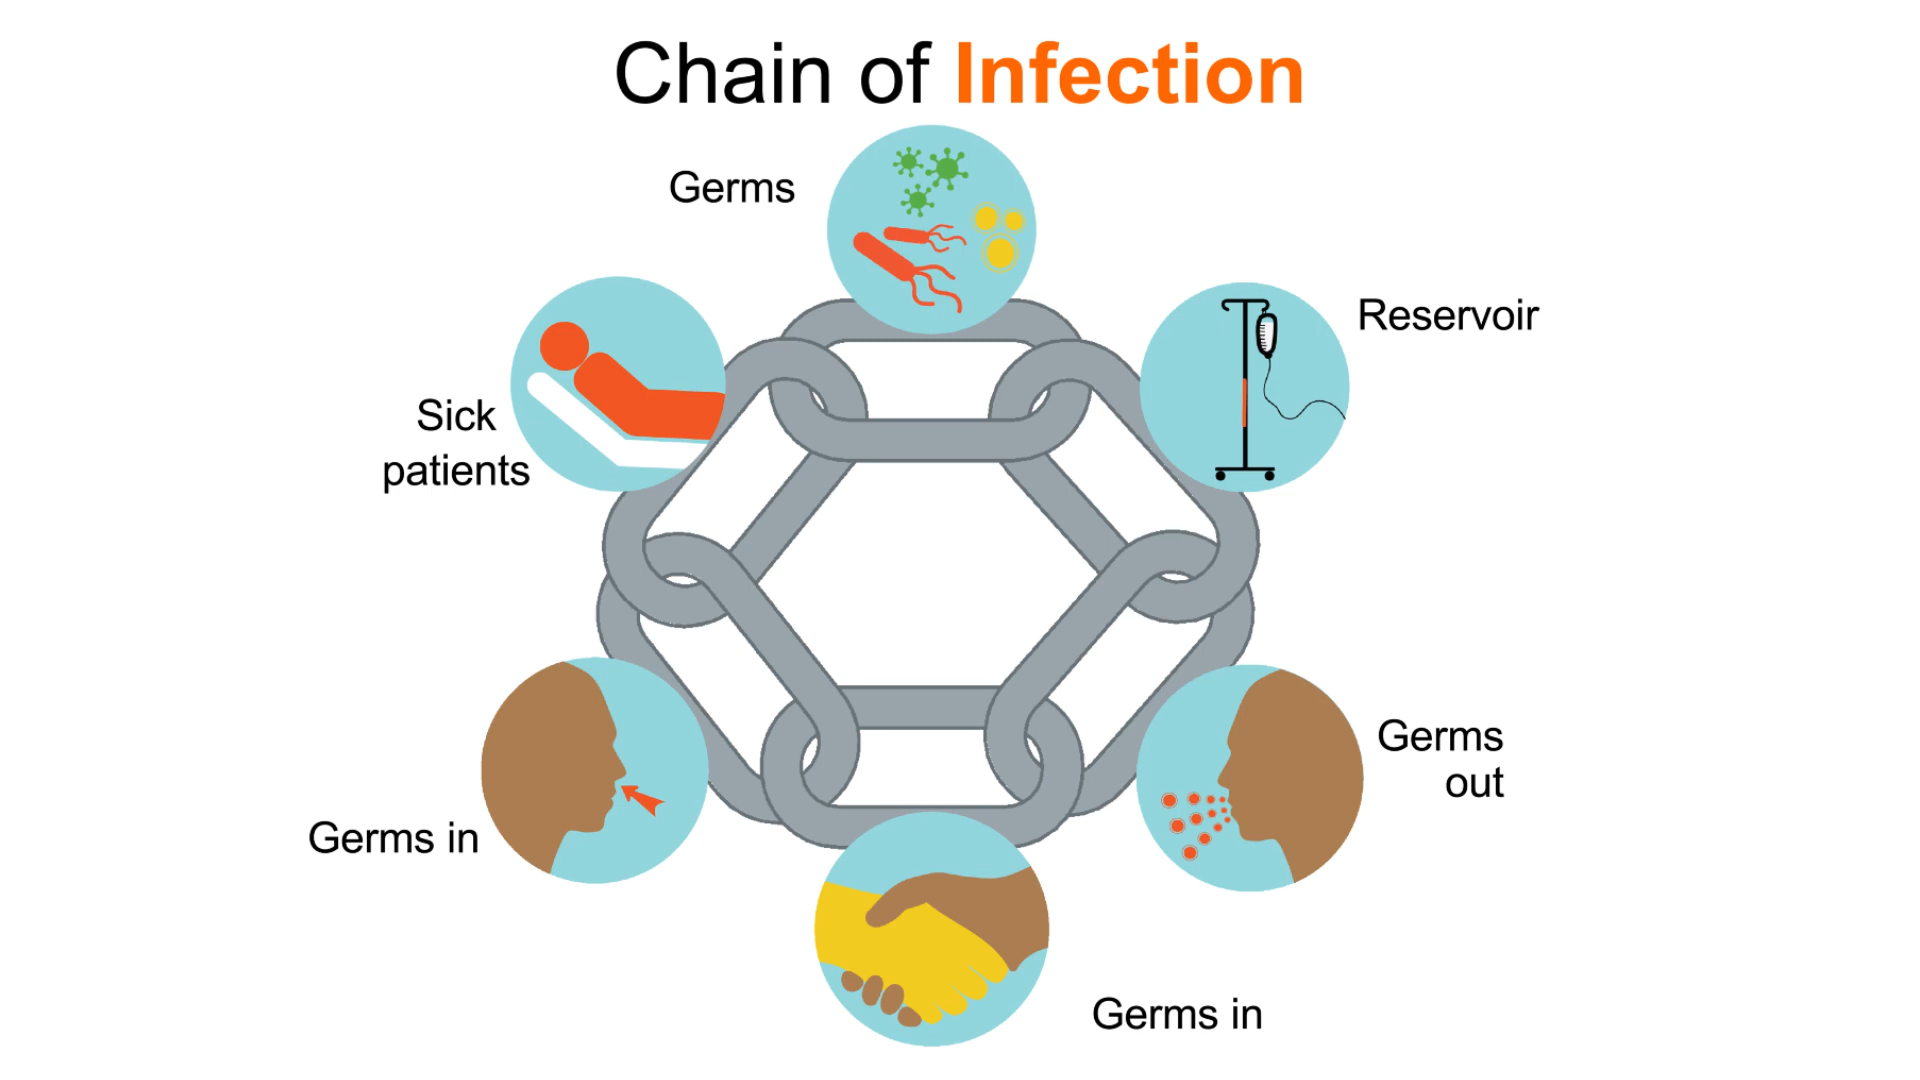 Chain of Infection
Germs
Reservoir
Sick
patients
Germs
out
Germs in
Germs in